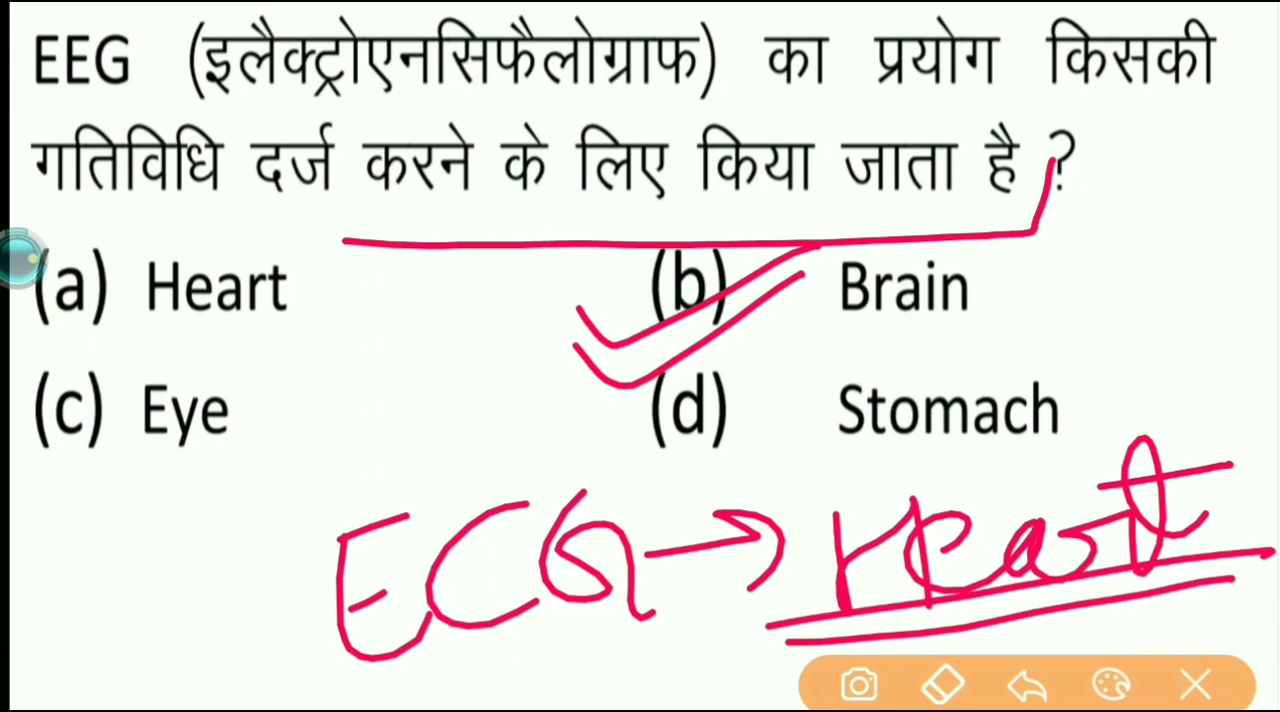 EEG (इलैक्ट्रोएनसिफैलोग्राफ) का प्रयोग किसकी
गतिविधि दर्ज करने के लिए किया जाता है ?
(a) Heart (b) Brain
(c) Eye (d) Stomach
ECG → Heart